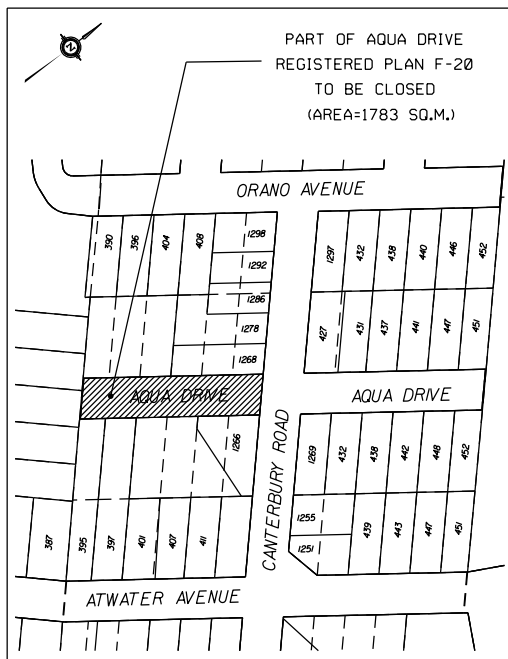 N
PART OF AQUA DRIVE
REGISTERED PLAN F-20
TO BE CLOSED
(AREA=1783 SQ.M.)
ORANO AVENUE
390 396 404 408 1298 1297 432 438 440 446 452
1292
1286
1278 427 431 437 441 447 451
1268
AQUA DRIVE AQUA DRIVE
CANTERBURY ROAD
1266 1269 432 438 442 448 452
387 395 397 401 407 411 1255 439 443 447 451
1251
ATWATER AVENUE